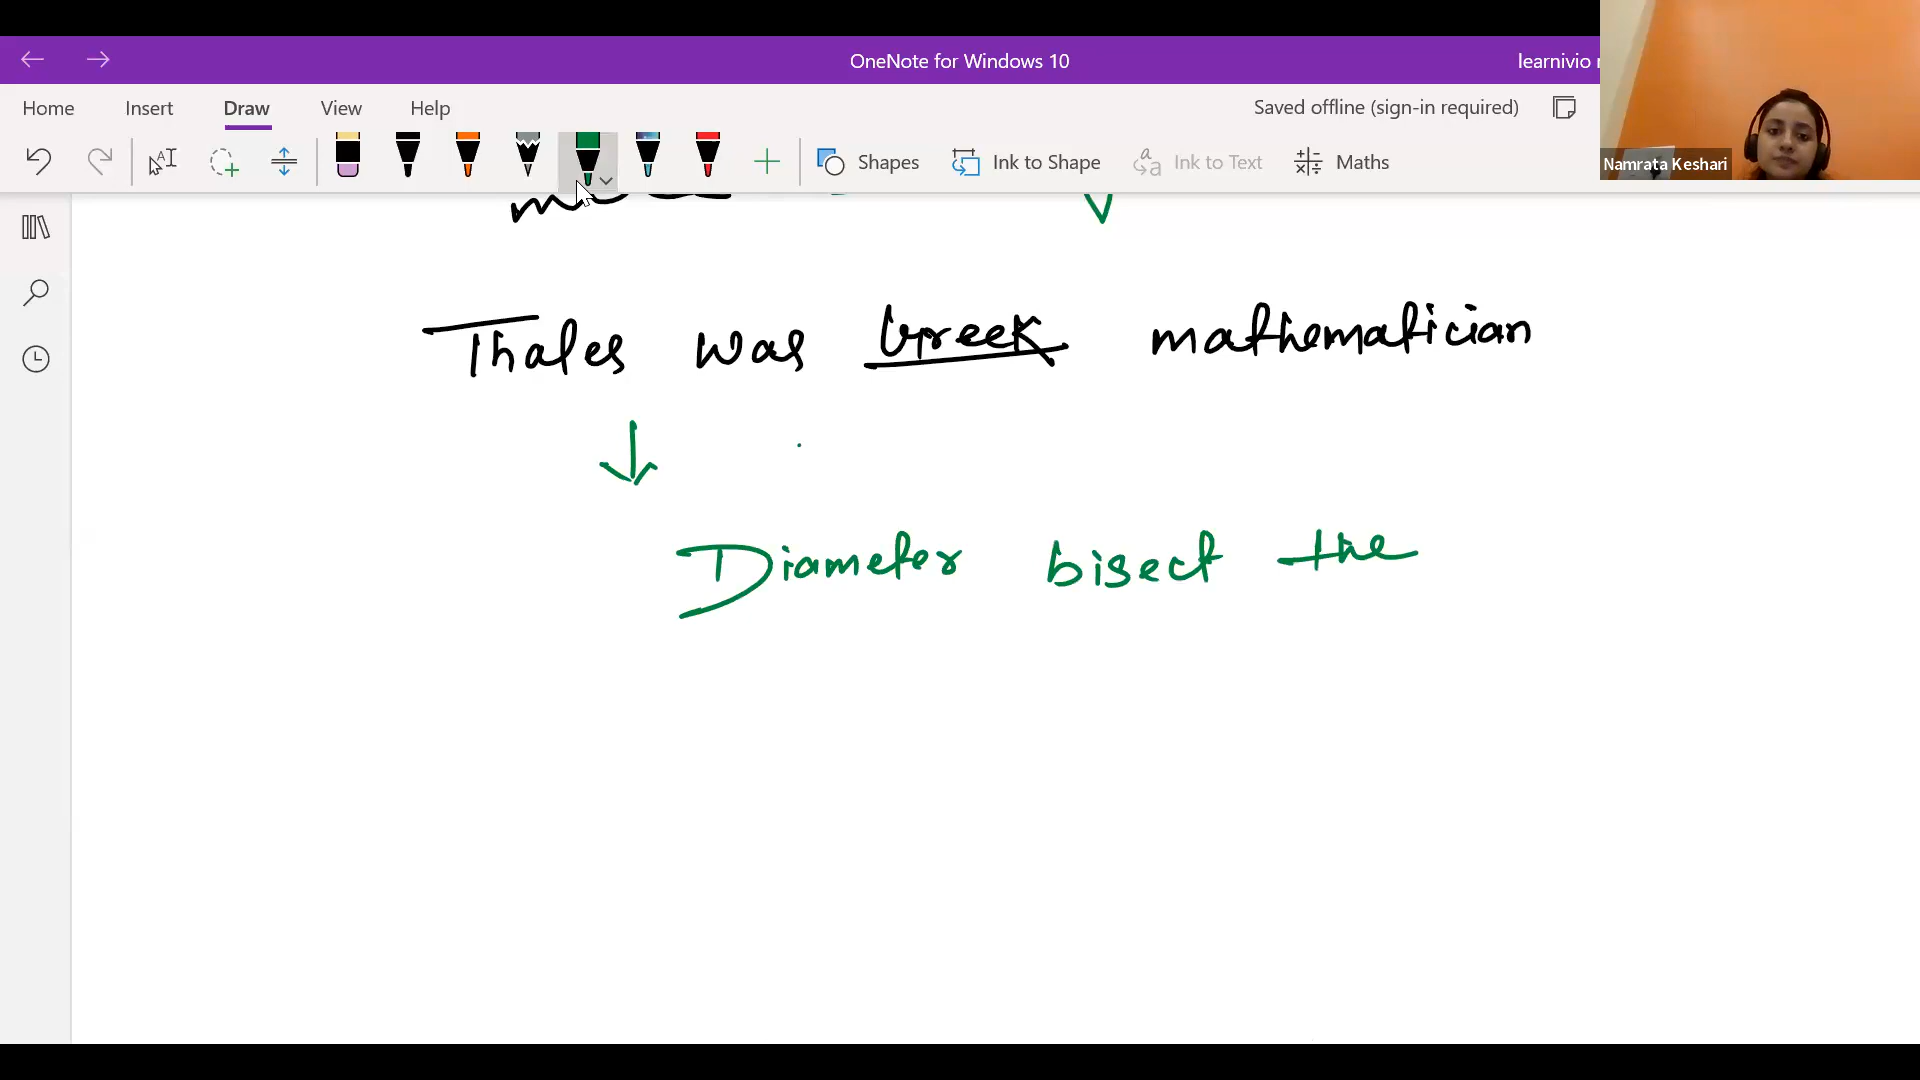 OneNote for Windows 10
learnivio
Home Insert Draw View Help
Saved offline (sign-in required)
Shapes Ink to Shape Ink to Text Maths
Namrata Keshari
Thales was Greek mathematician
Diameter bisect the